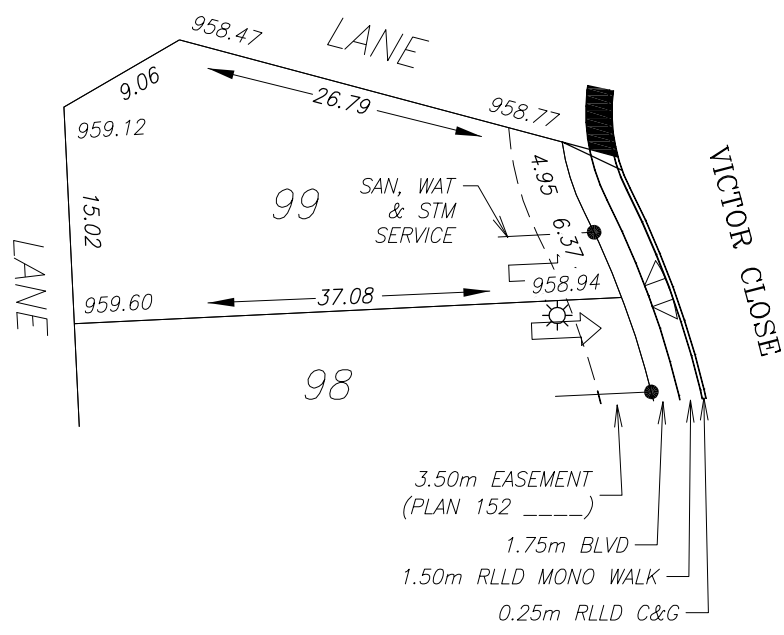 958.47
LANE
9.06
26.79
958.77
959.12
VICTOR CLOSE
4.95
SAN, WAT
& STM
SERVICE
99
6.37
15.02
LANE
958.94
959.60
37.08
98
3.50m EASEMENT
(PLAN 152 ____)
1.75m BLVD
1.50m RLLD MONO WALK
0.25m RLLD C&G